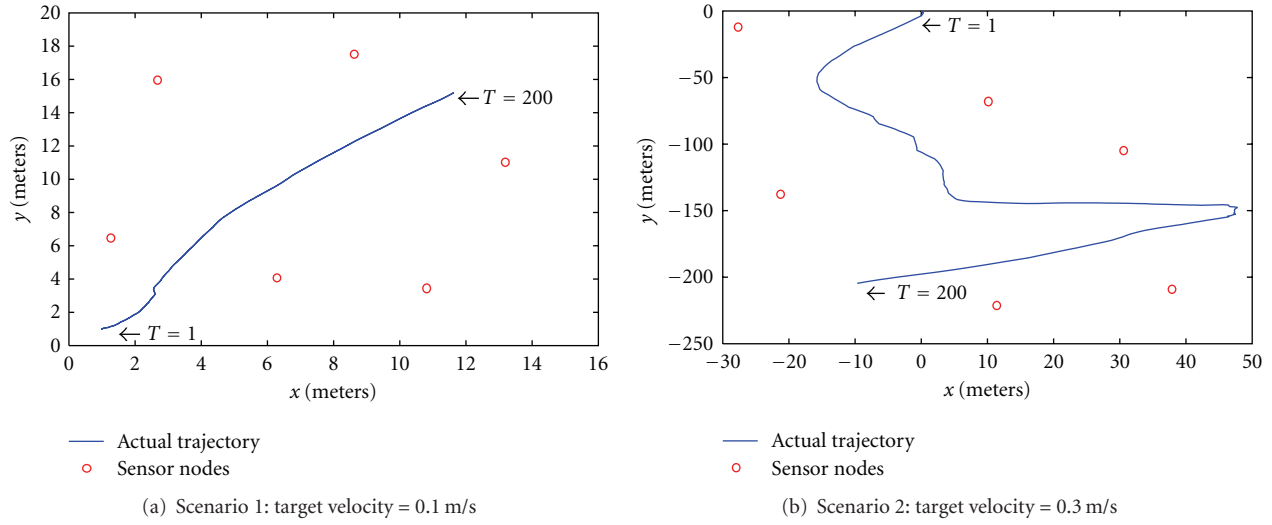 20
18
16
14
12
10
8
6
4
2
0
y (meters)
T = 200
T = 1
0 2 4 6 8 10 12 14 16
x (meters)
Actual trajectory
Sensor nodes
(a) Scenario 1: target velocity = 0.1 m/s
0
−50
−100
−150
−200
−250
y (meters)
T = 1
T = 200
−30 −20 −10 0 10 20 30 40 50
x (meters)
Actual trajectory
Sensor nodes
(b) Scenario 2: target velocity = 0.3 m/s